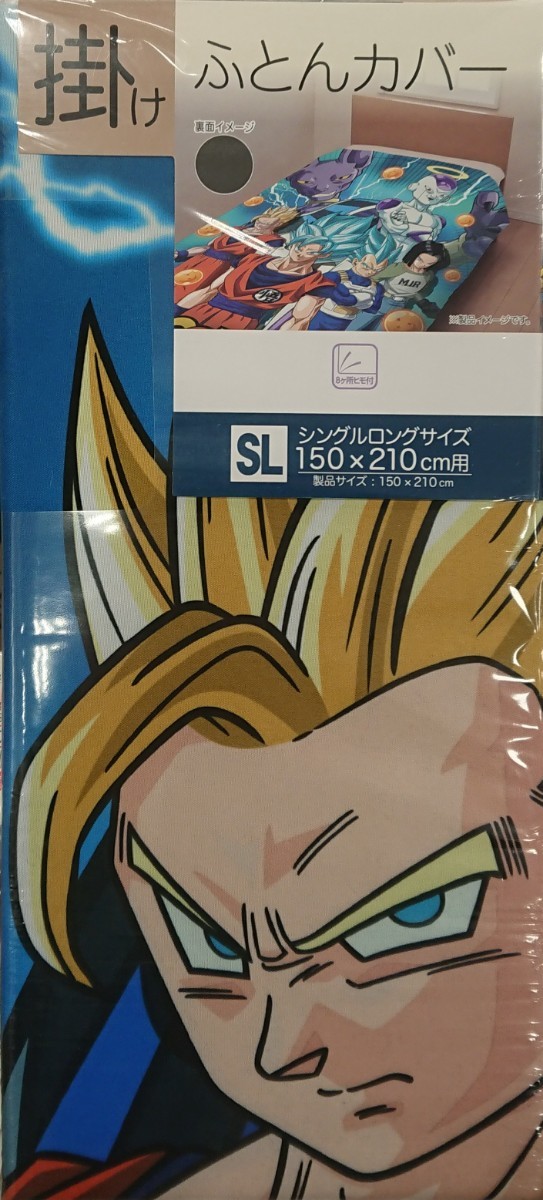 掛け
ふとんカバー
裏面イメージ
悟
M.I.R
※製品イメージです。
8ヶ所ヒモ付
SL
シングルロングサイズ
150×210cm用
製品サイズ：150×210cm